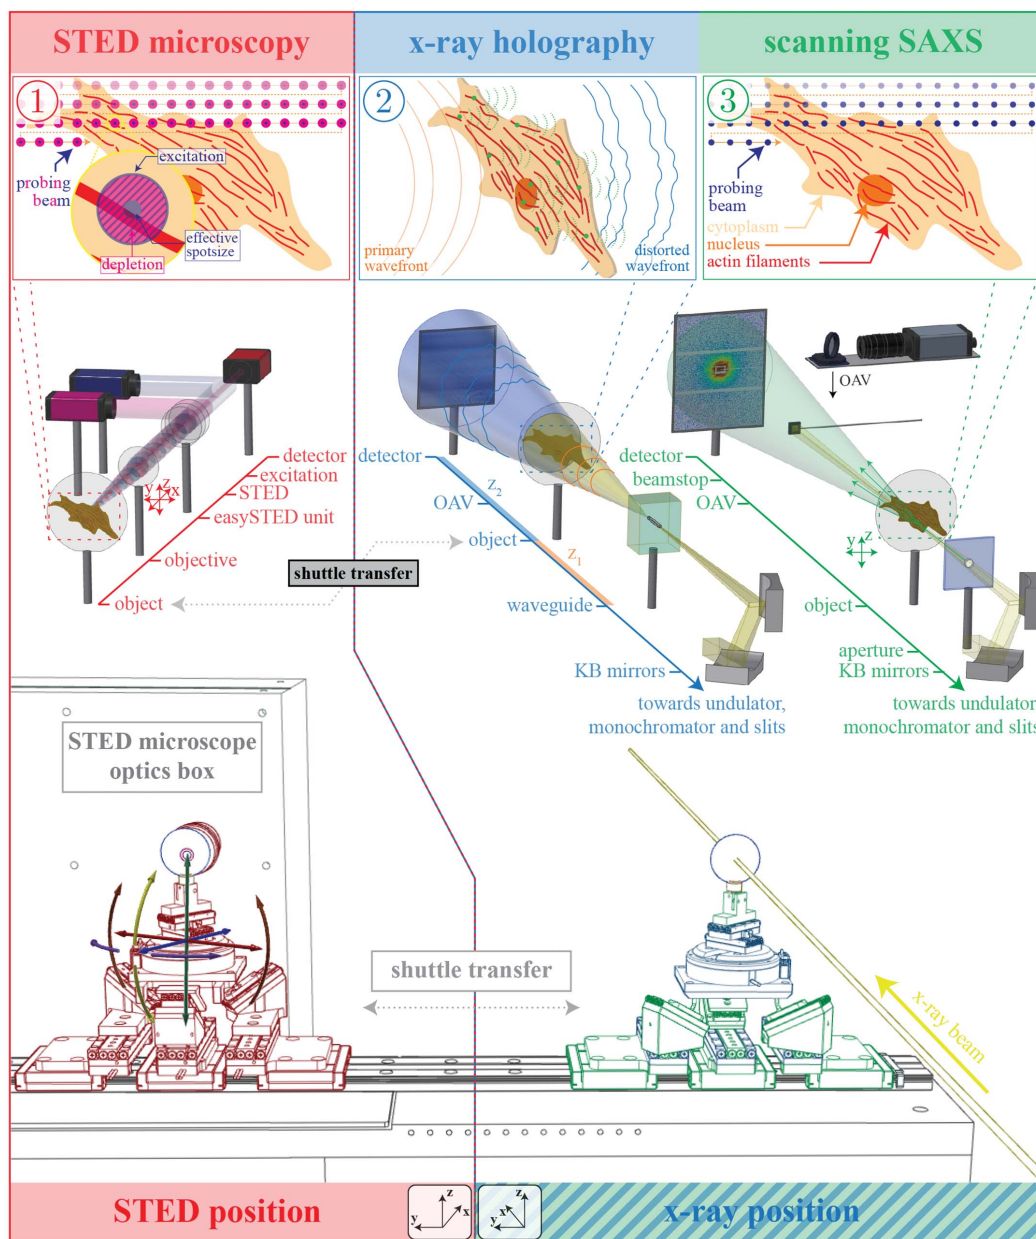 STED microscopy
x-ray holography
scanning SAXS
1
excitation
probing
beam
effective
spotsize
depletion
2
primary
wavefront
distorted
wavefront
3
probing
beam
cytoplasm
nucleus
actin filaments
detector
excitation
STED
easySTED unit
objective
object
y
z
x
shuttle transfer
detector
z2
OAV
object
z1
waveguide
KB mirrors
towards undulator,
monochromator and slits
OAV
detector
beamstop
OAV
y
z
object
aperture
KB mirrors
towards undulator
monochromator and slits
STED microscope
optics box
shuttle transfer
x-ray beam
STED position
z
y
x
z
x
y
x-ray position